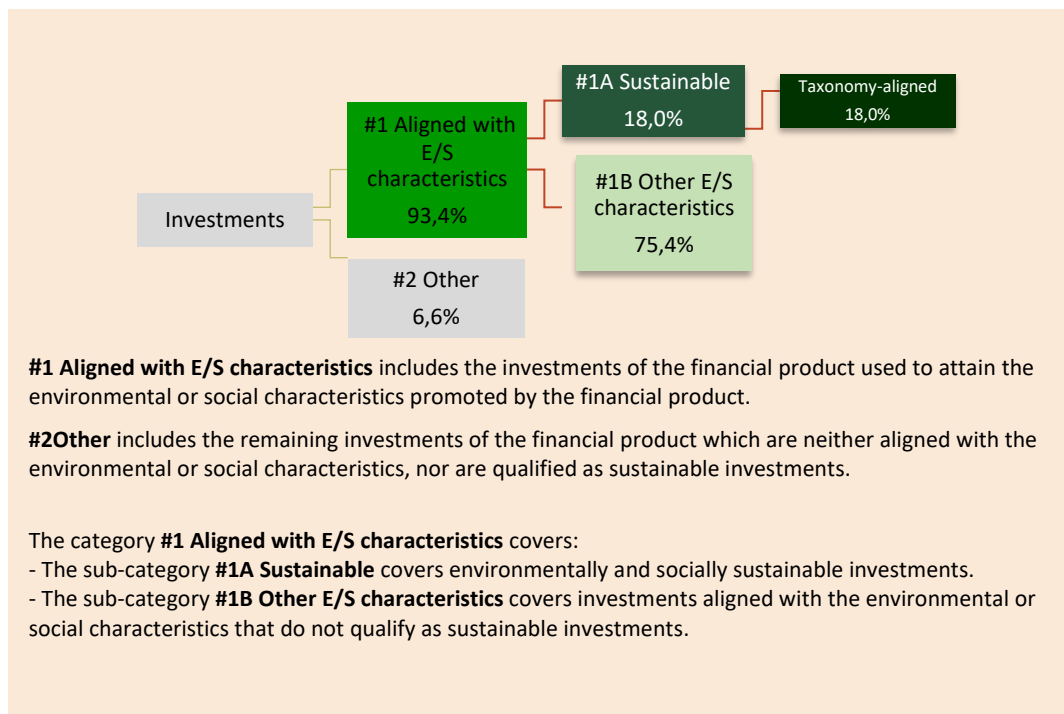 #1A Sustainable
18,0%
Taxonomy-aligned
18,0%
#1 Aligned with
E/S
characteristics
93,4%
#1B Other E/S
characteristics
75,4%
Investments
#2 Other
6,6%
#1 Aligned with E/S characteristics includes the investments of the financial product used to attain the
environmental or social characteristics promoted by the financial product.
#2Other includes the remaining investments of the financial product which are neither aligned with the
environmental or social characteristics, nor are qualified as sustainable investments.
The category #1 Aligned with E/S characteristics covers:
- The sub-category #1A Sustainable covers environmentally and socially sustainable investments.
- The sub-category #1B Other E/S characteristics covers investments aligned with the environmental or
social characteristics that do not qualify as sustainable investments.